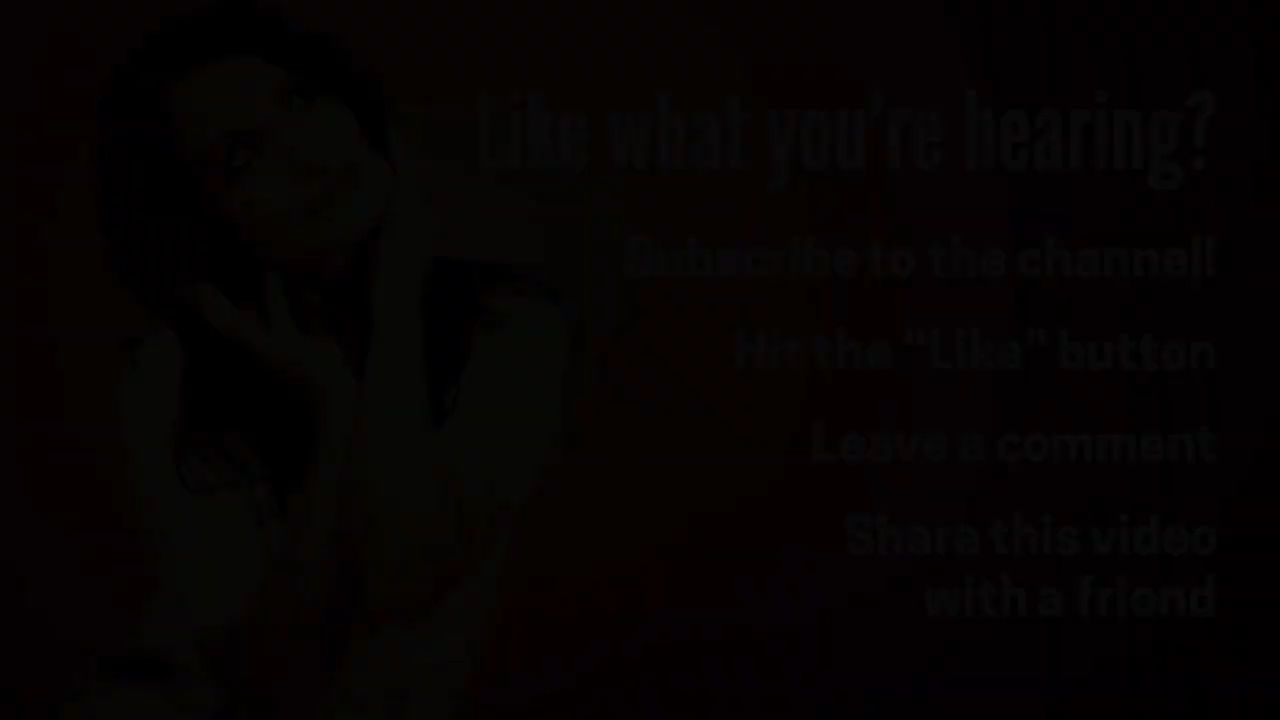 Like what you're hearing?
Subscribe to the channel!
Hit the "Like" button
Leave a comment
Share this video
with a friend